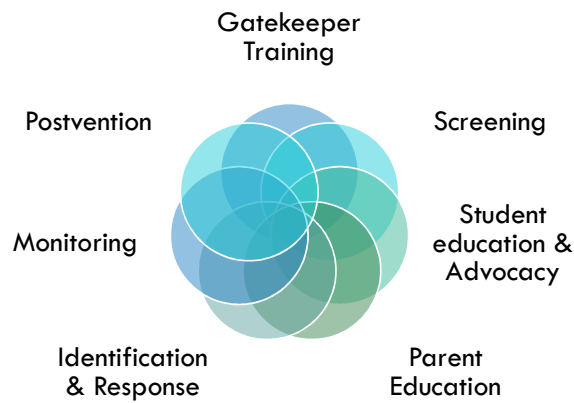 Gatekeeper
Training
Postvention
Screening
Monitoring
Student
education &
Advocacy
Identification
& Response
Parent
Education